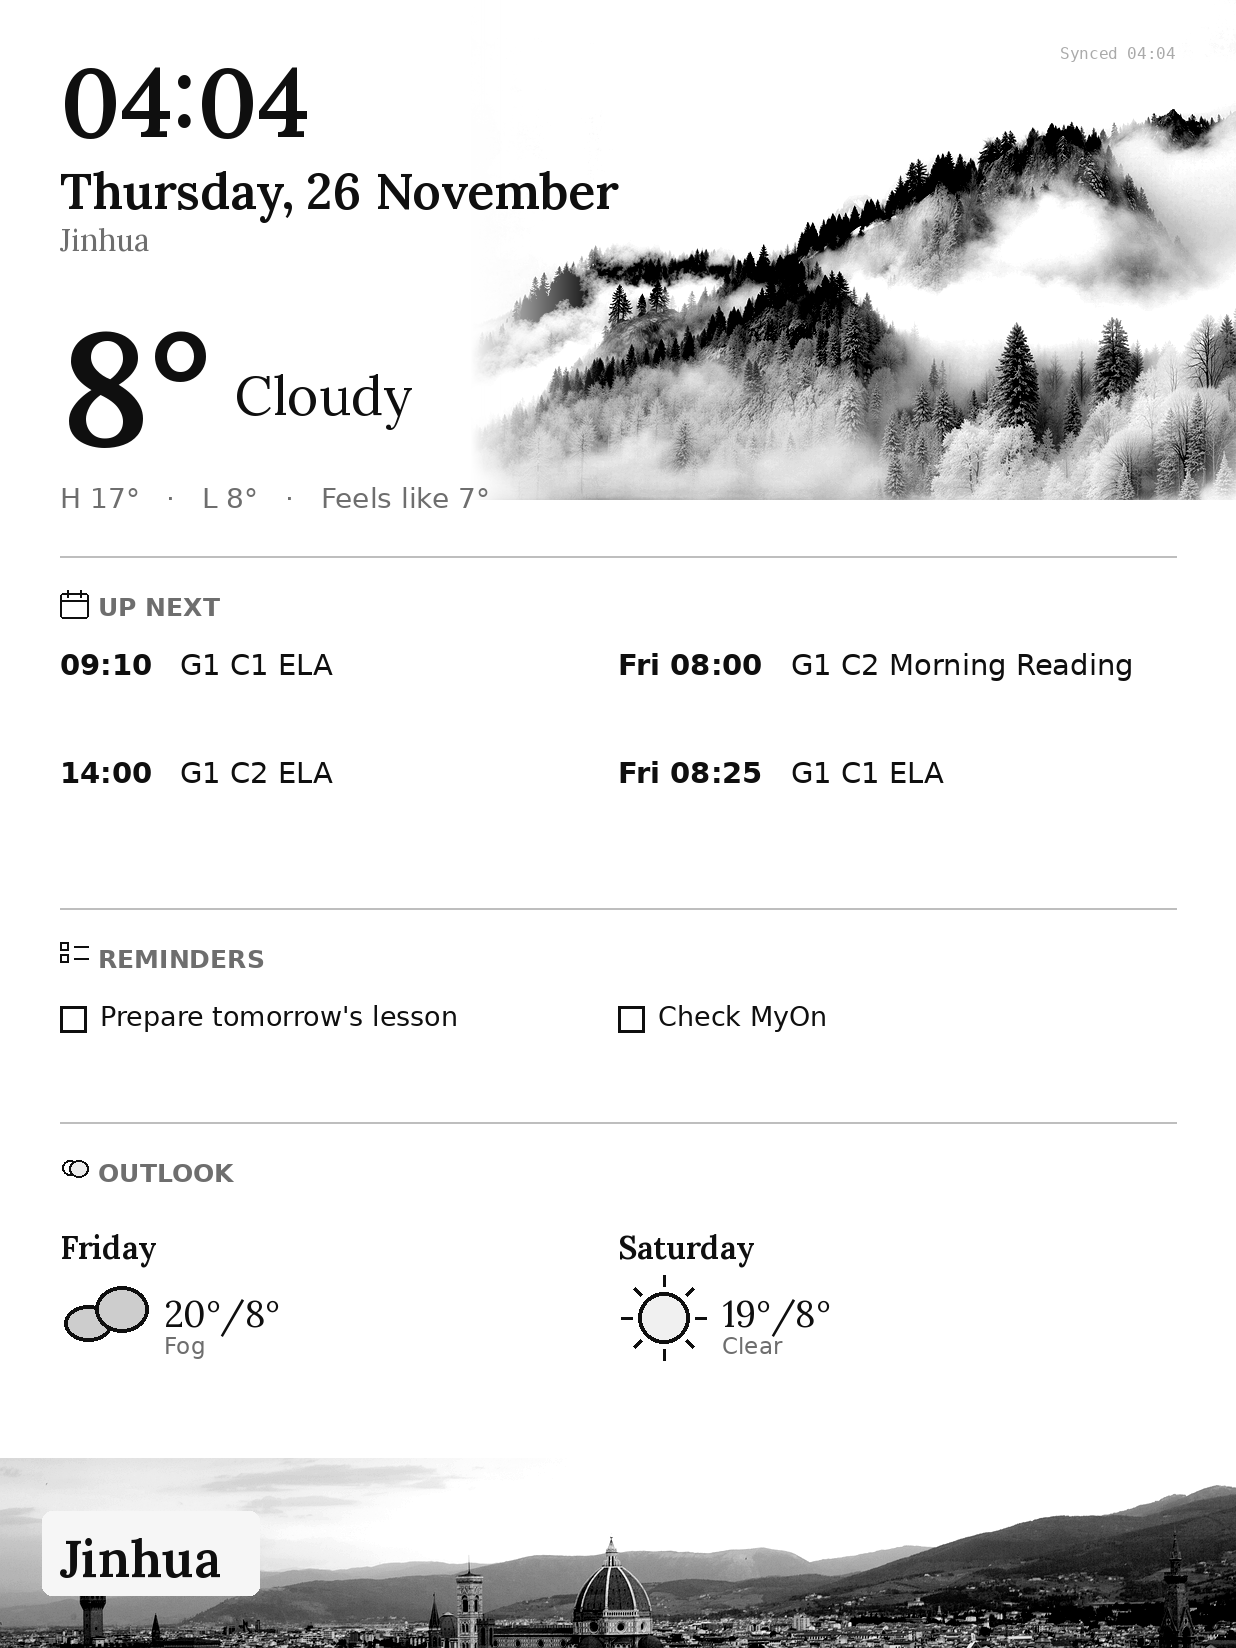 Synced 04:04
04:04
Thursday, 26 November
Jinhua
8° Cloudy
H 17° · L 8° · Feels like 7°
UP NEXT
09:10 G1 C1 ELA
14:00 G1 C2 ELA
Fri 08:00 G1 C2 Morning Reading
Fri 08:25 G1 C1 ELA
REMINDERS
Prepare tomorrow's lesson
Check MyOn
OUTLOOK
Friday
20°/8°
Fog
Saturday
19°/8°
Clear
Jinhua